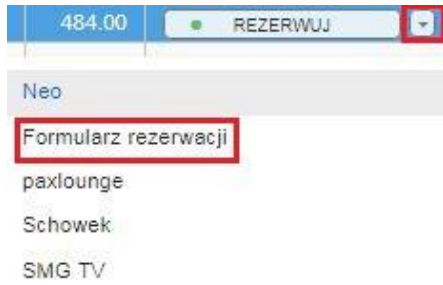 484.00 REZERWUJ
Neo
Formularz rezerwacji
paxlounge
Schowek
SMG TV